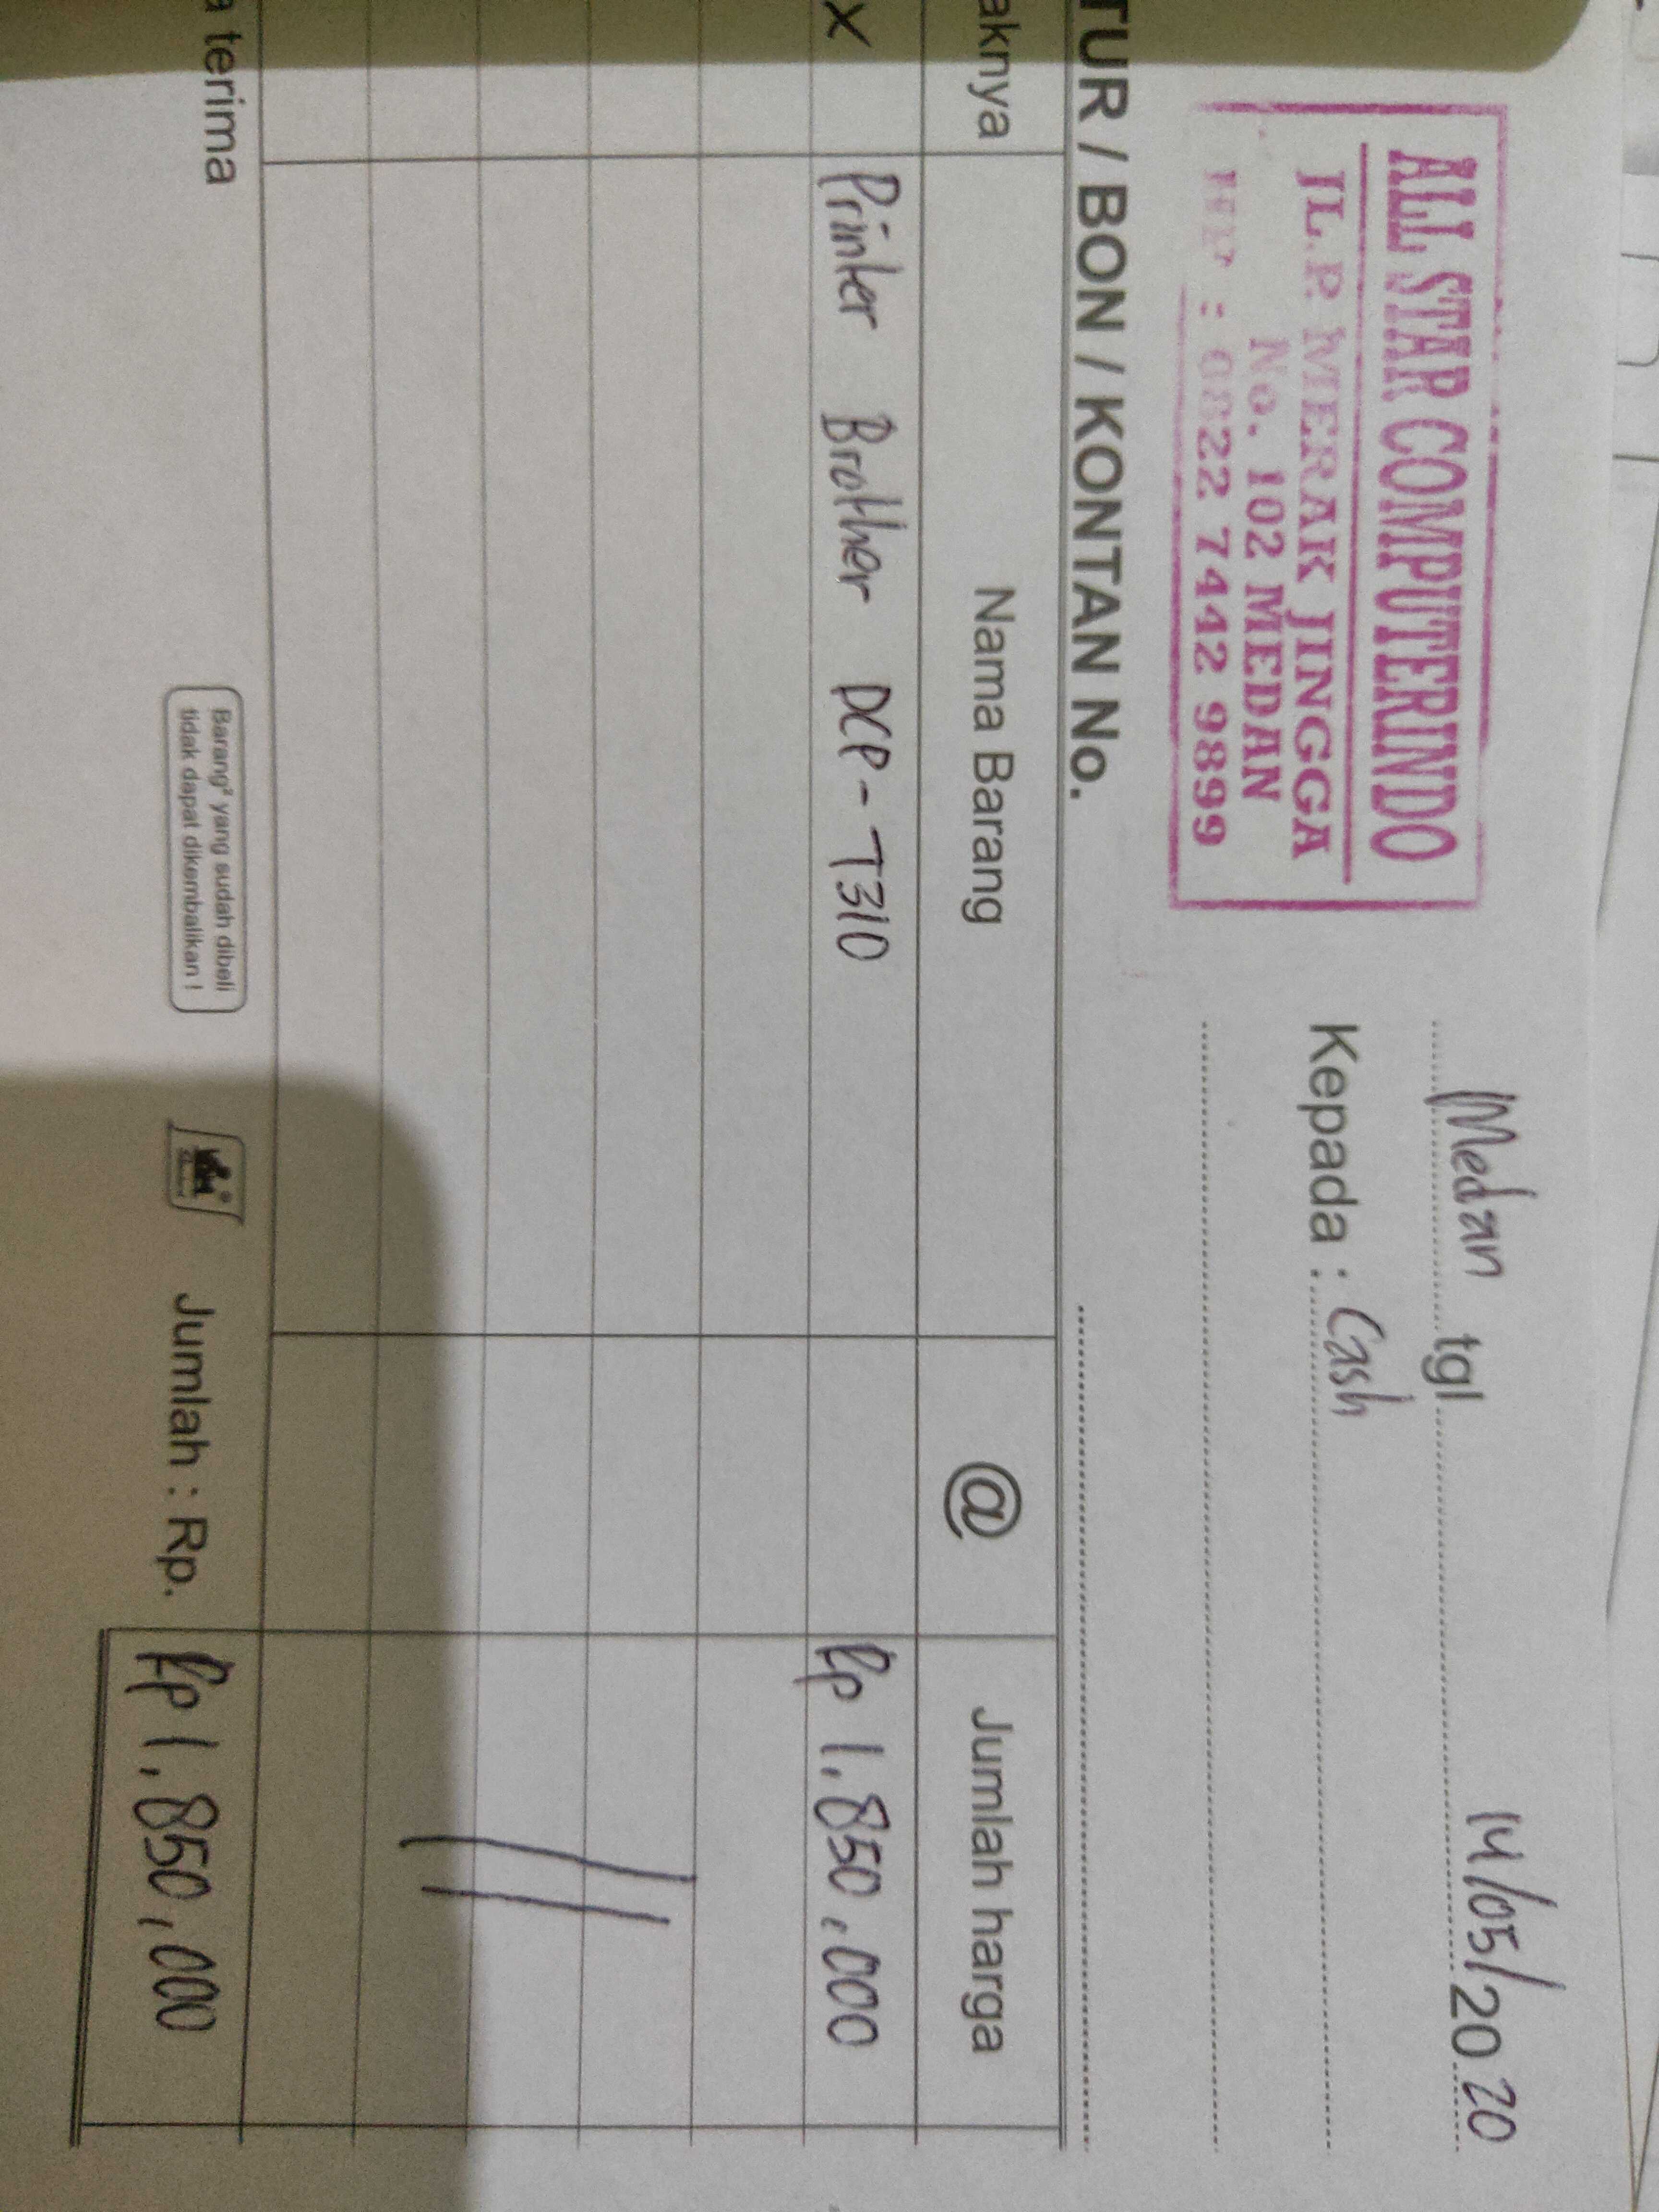 ALL STAR COMPUTERINDO
JL. P. MERAK JINGGA
No. 102 MEDAN
HP : 0822 7442 9899
Medan tgl 14/05/2020
Kepada : Cash
TUR / BON / KONTAN No.
aknya Nama Barang @ Jumlah harga
X Printer Brother DCP-T310 Rp 1.850.000
a terima
Barang² yang sudah dibeli
tidak dapat dikembalikan !
Jumlah : Rp. Rp 1.850.000